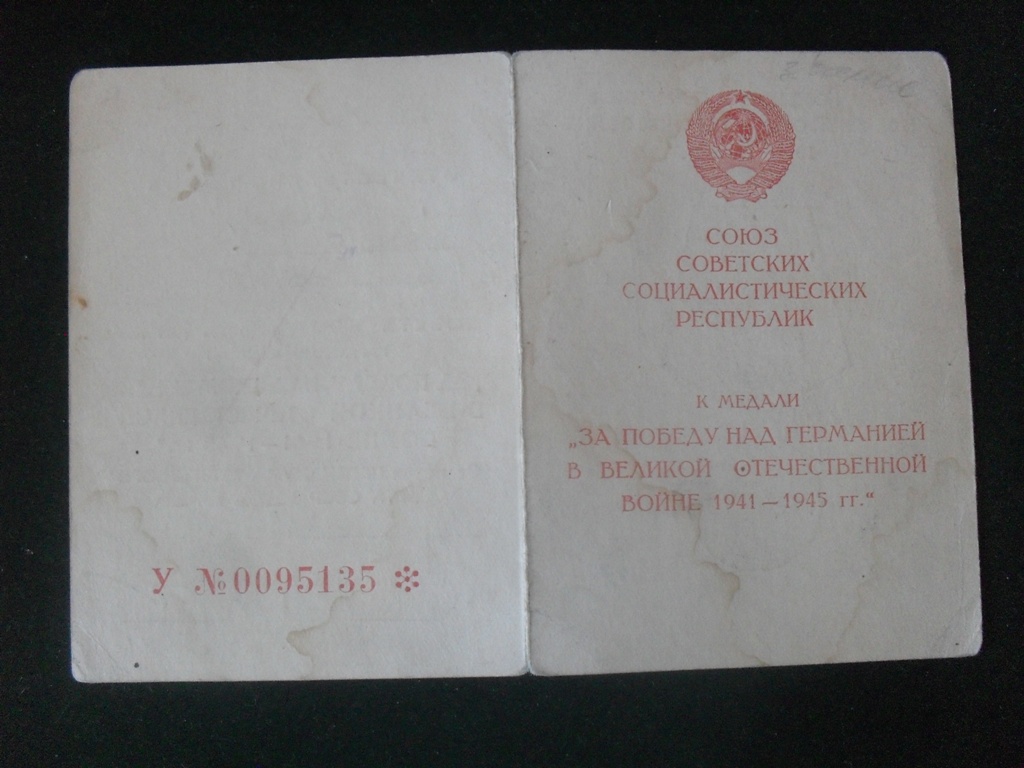 У №0095135
СОЮЗ
СОВЕТСКИХ
СОЦИАЛИСТИЧЕСКИХ
РЕСПУБЛИК
К МЕДАЛИ
„ЗА ПОБЕДУ НАД ГЕРМАНИЕЙ
В ВЕЛИКОЙ ОТЕЧЕСТВЕННОЙ
ВОЙНЕ 1941—1945 гг.“